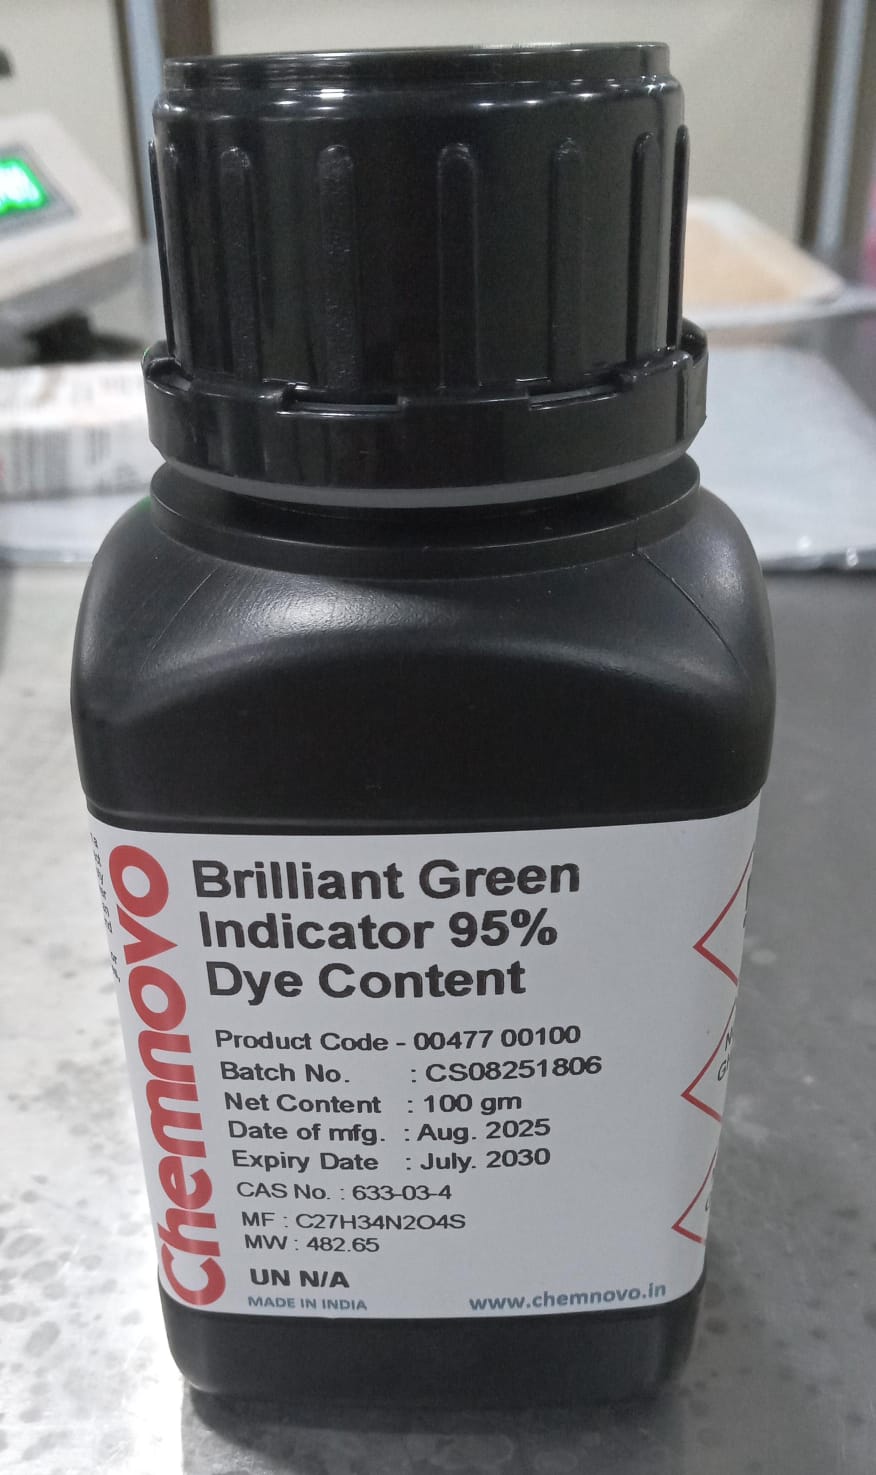 Chemnovo
Brilliant Green
Indicator 95%
Dye Content
Product Code - 00477 00100
Batch No. : CS08251806
Net Content : 100 gm
Date of mfg. : Aug. 2025
Expiry Date : July. 2030
CAS No. : 633-03-4
MF : C27H34N2O4S
MW : 482.65
UN N/A
MADE IN INDIA
www.chemnovo.in